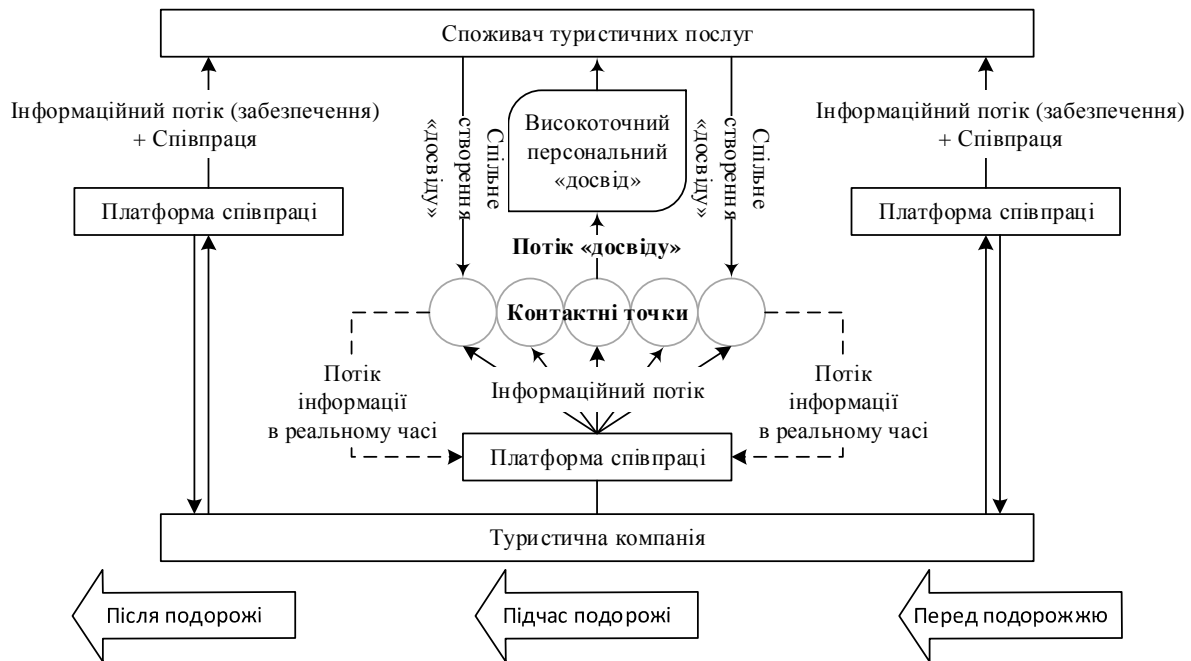 Споживач туристичних послуг
Інформаційний потік (забезпечення)
+ Співпраця
Платформа співпраці
Спільне
створення
«досвіду»
Високоточний
персональний
«досвід»
Спільне
створення
«досвіду»
Інформаційний потік (забезпечення)
+ Співпраця
Платформа співпраці
Потік «досвіду»
Контактні точки
Потік
інформації
в реальному часі
Інформаційний потік
Потік
інформації
в реальному часі
Платформа співпраці
Туристична компанія
Після подорожі
Підчас подорожі
Перед подорожжю